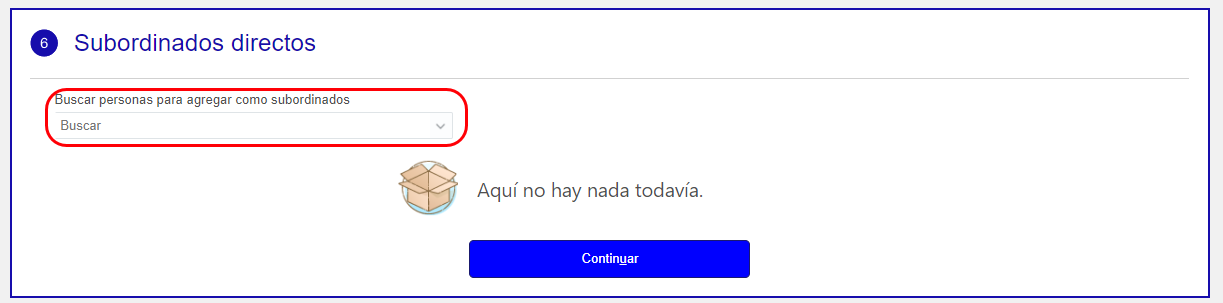 6 Subordinados directos
Buscar personas para agregar como subordinados
Buscar
Aquí no hay nada todavía.
Continuar